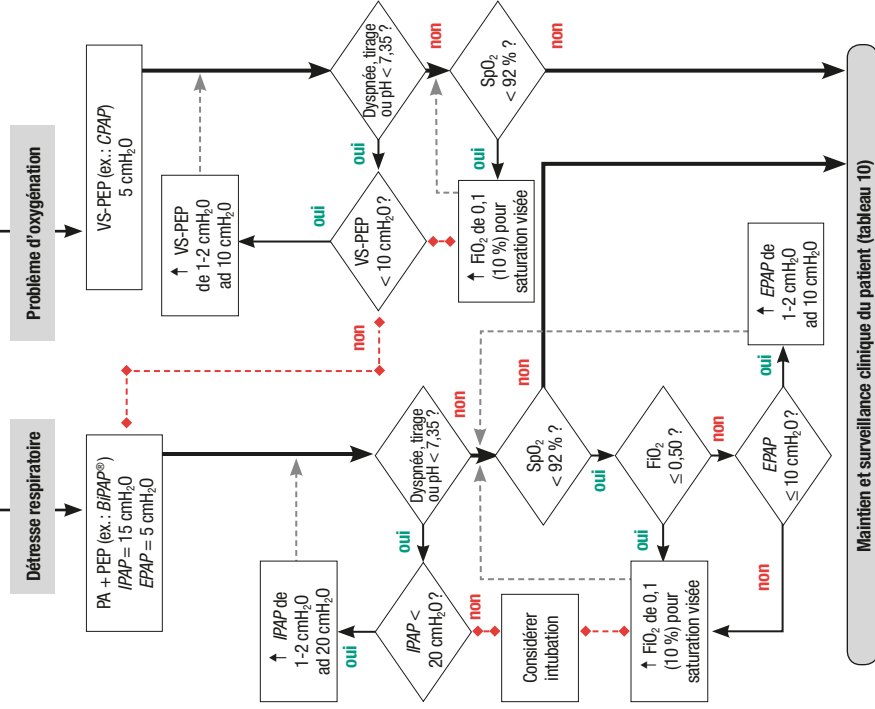 Détresse respiratoire
PA + PEP (ex.: BiPAP®)
IPAP = 15 cmH₂O
EPAP = 5 cmH₂O
↑ IPAP de
1-2 cmH₂O
ad 20 cmH₂O
Dyspnée, tirage
ou pH < 7,35 ?
oui
non
IPAP <
20 cmH₂O ?
oui
non
Considérer
intubation
SpO₂
< 92 % ?
non
oui
FiO₂
≤ 0,50 ?
oui
non
↑ FiO₂ de 0,1
(10 %) pour
saturation visée
EPAP
≤ 10 cmH₂O ?
oui
non
↑ EPAP de
1-2 cmH₂O
ad 10 cmH₂O
Problème d'oxygénation
VS-PEP (ex.: CPAP)
5 cmH₂O
↑ VS-PEP
de 1-2 cmH₂O
ad 10 cmH₂O
Dyspnée, tirage
ou pH < 7,35 ?
oui
non
VS-PEP
< 10 cmH₂O ?
oui
non
SpO₂
< 92 % ?
oui
non
↑ FiO₂ de 0,1
(10 %) pour
saturation visée
Maintien et surveillance clinique du patient (tableau 10)